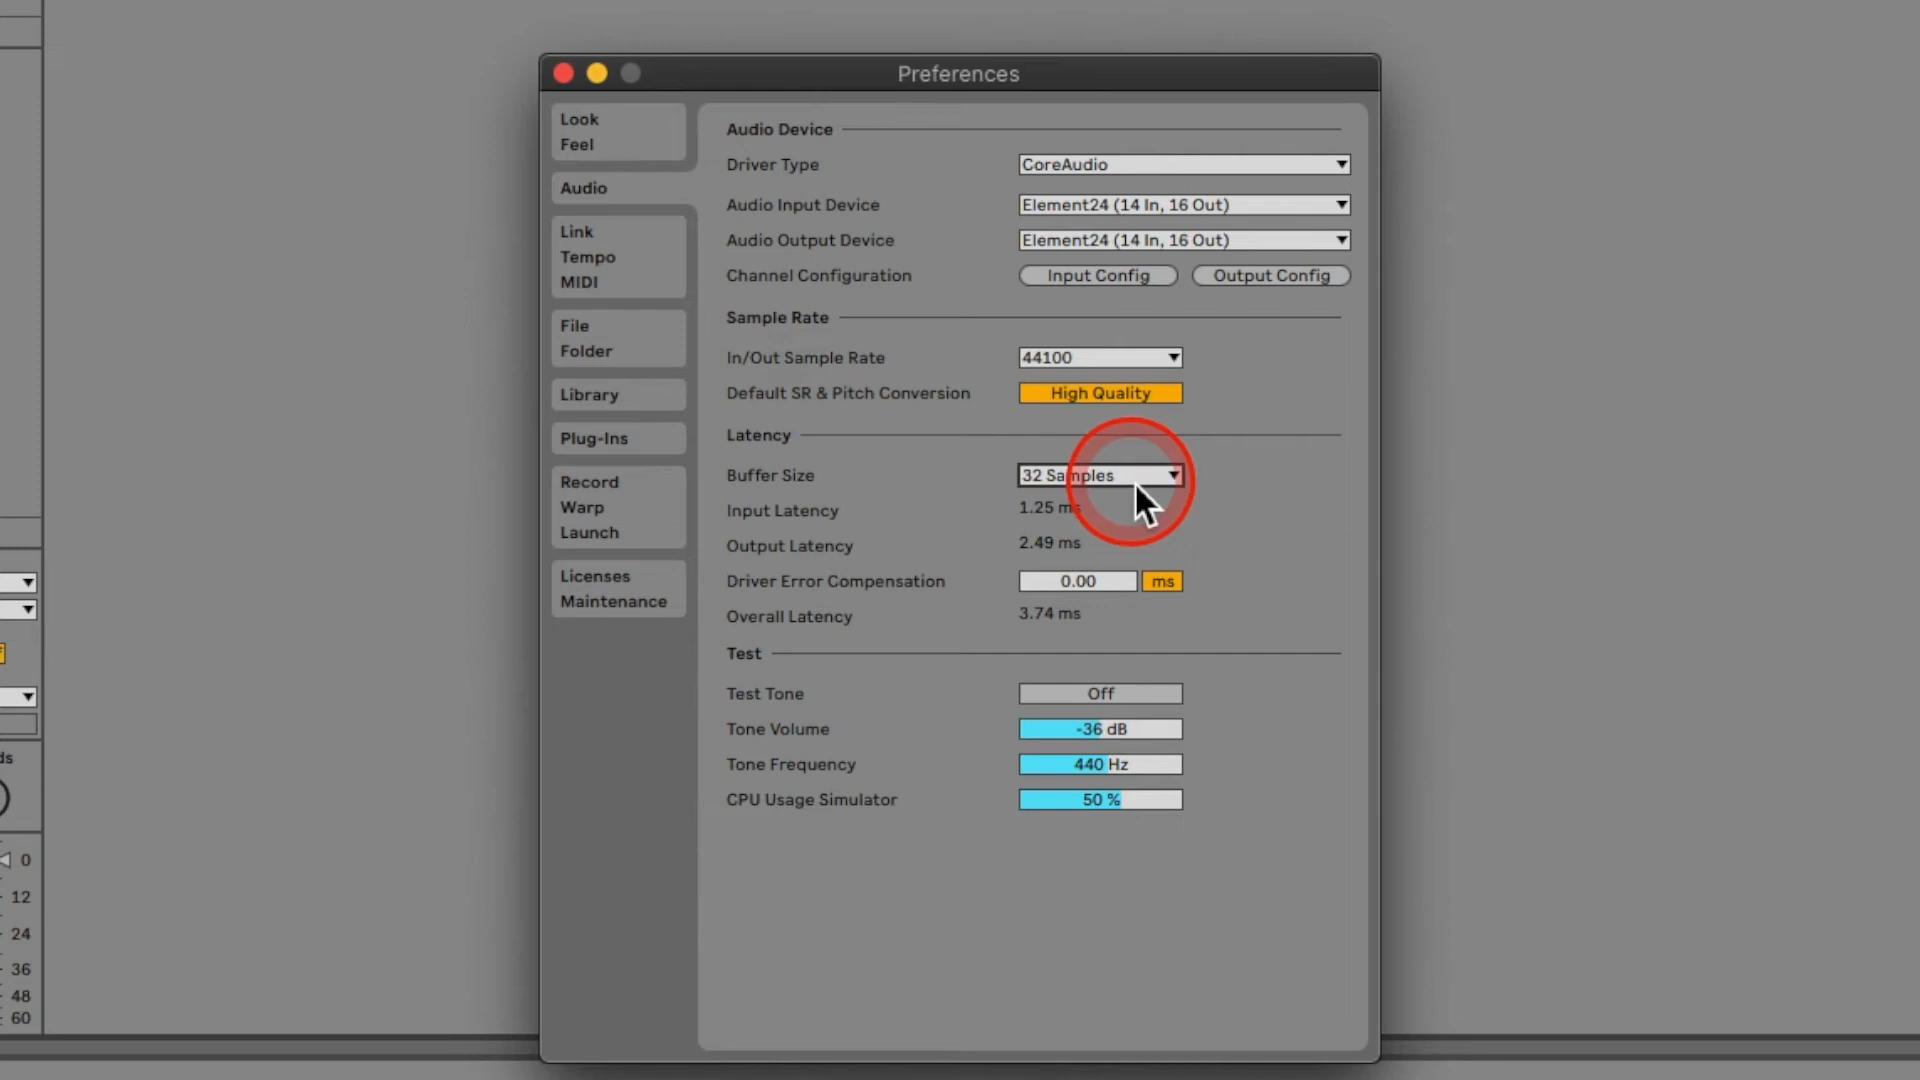 Preferences
Look
Feel
Audio
Link
Tempo
MIDI
File
Folder
Library
Plug-Ins
Record
Warp
Launch
Licenses
Maintenance
Audio Device
Driver Type CoreAudio
Audio Input Device Element24 (14 In, 16 Out)
Audio Output Device Element24 (14 In, 16 Out)
Channel Configuration Input Config Output Config
Sample Rate
In/Out Sample Rate 44100
Default SR & Pitch Conversion High Quality
Latency
Buffer Size 32 Samples
Input Latency 1.25 ms
Output Latency 2.49 ms
Driver Error Compensation 0.00 ms
Overall Latency 3.74 ms
Test
Test Tone Off
Tone Volume -36 dB
Tone Frequency 440 Hz
CPU Usage Simulator 50 %
ds
0
12
24
36
48
60